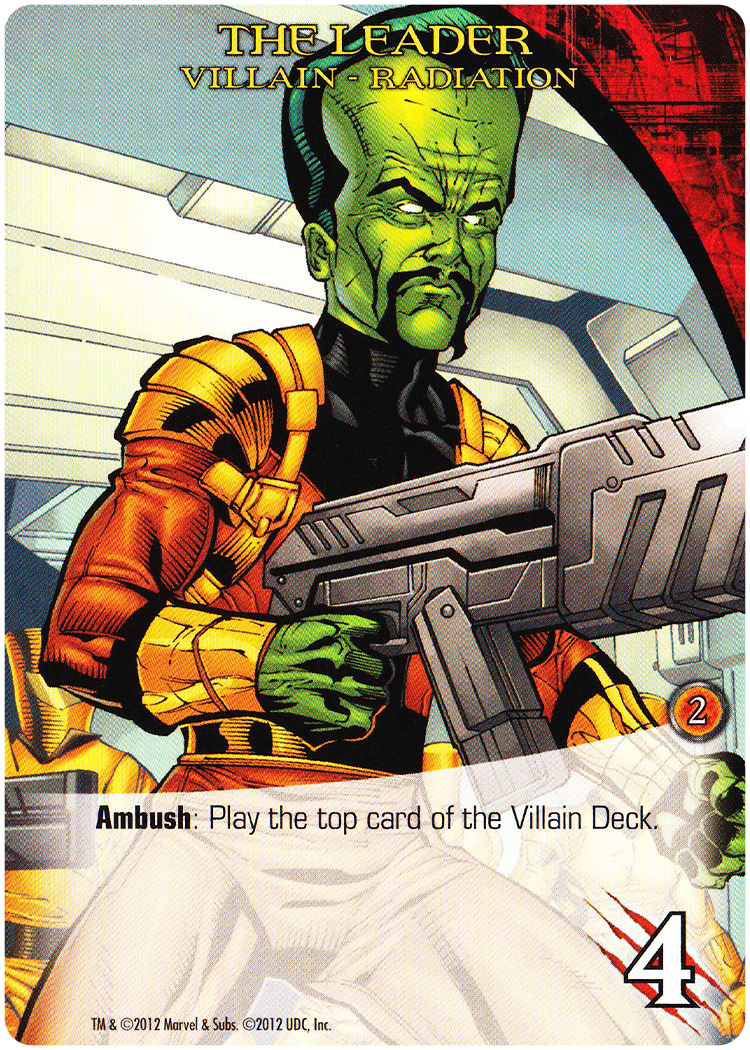 THE LEADER
VILLAIN - RADIATION
2
Ambush: Play the top card of the Villain Deck.
4
TM & ©2012 Marvel & Subs. ©2012 UDC, Inc.